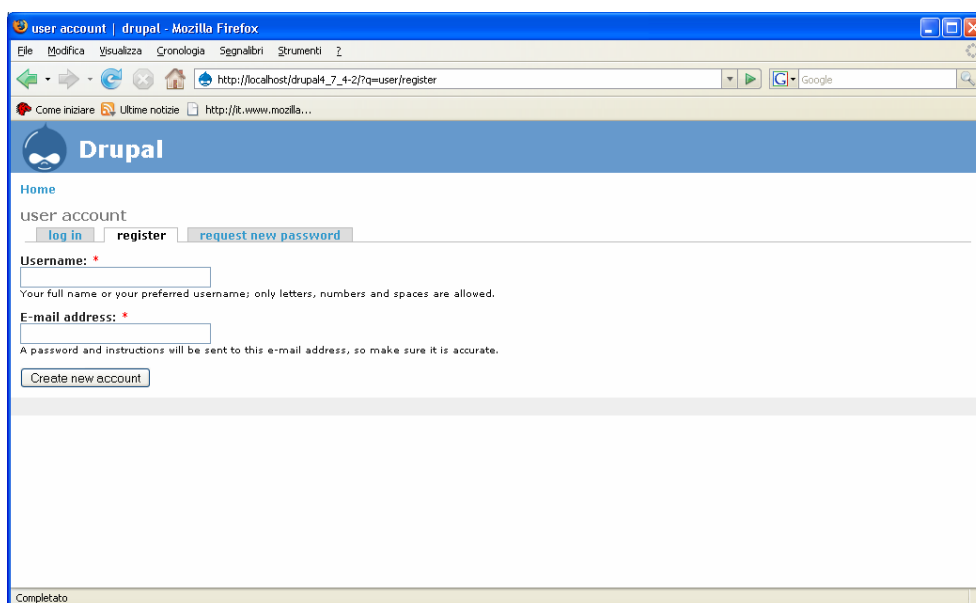 user account | drupal - Mozilla Firefox
File Modifica Visualizza Cronologia Segnalibri Strumenti ?
http://localhost/drupal4_7_4-2/?q=user/register
G Google
Come iniziare Ultime notizie http://it.www.mozilla...
Drupal
Home
user account
log in register request new password
Username: *
Your full name or your preferred username; only letters, numbers and spaces are allowed.
E-mail address: *
A password and instructions will be sent to this e-mail address, so make sure it is accurate.
Create new account
Completato